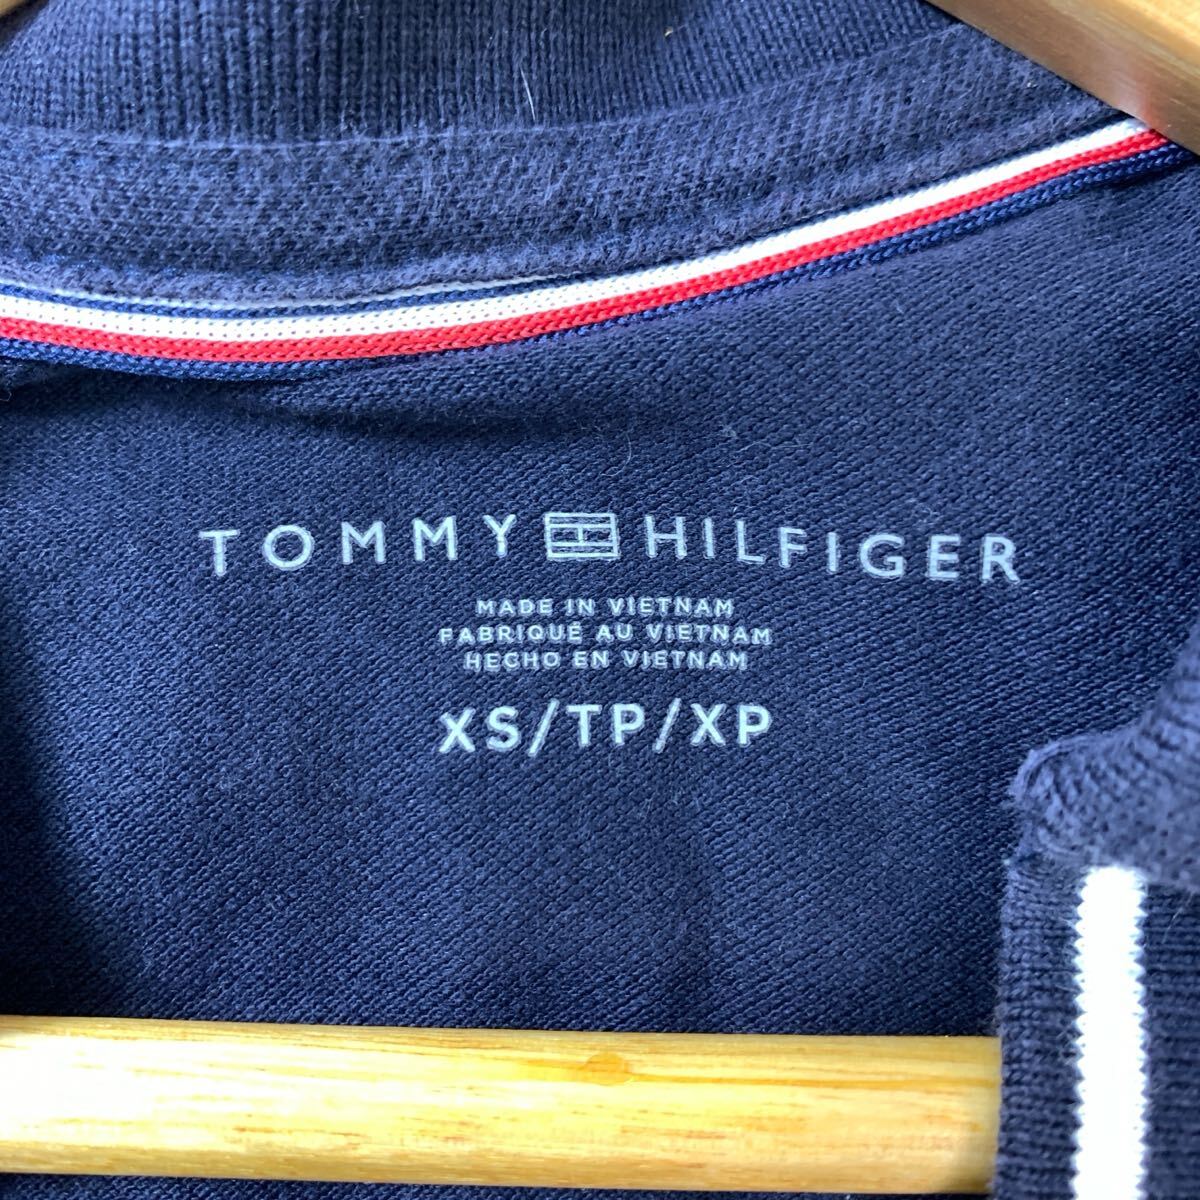 TOMMY HILFIGER
MADE IN VIETNAM
FABRIQUÉ AU VIETNAM
HECHO EN VIETNAM
XS/TP/XP